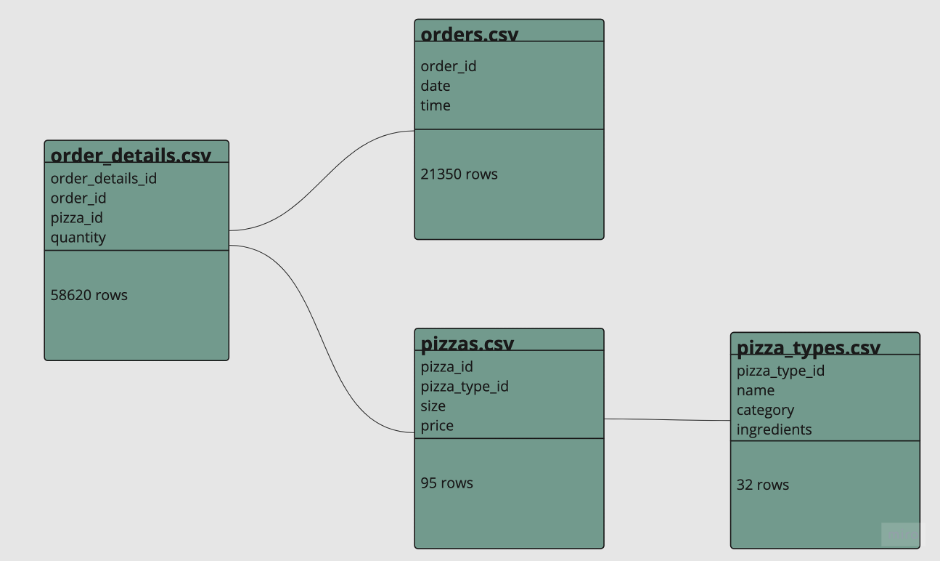 orders.csv
order_id
date
time
21350 rows
order_details.csv
order_details_id
order_id
pizza_id
quantity
58620 rows
pizzas.csv
pizza_id
pizza_type_id
size
price
95 rows
pizza_types.csv
pizza_type_id
name
category
ingredients
32 rows